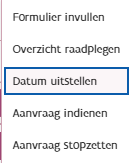 Formulier invullen
Overzicht raadplegen
Datum uitstellen
Aanvraag indienen
Aanvraag stopzetten